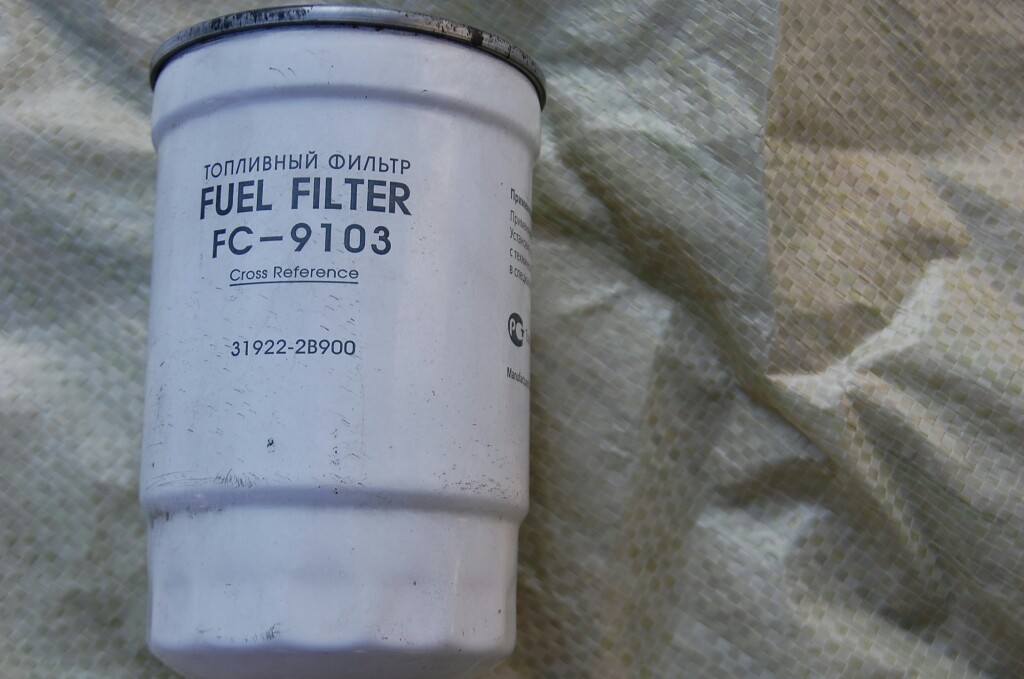 ТОПЛИВНЫЙ ФИЛЬТР
FUEL FILTER
FC-9103
Cross Reference
31922-2B900